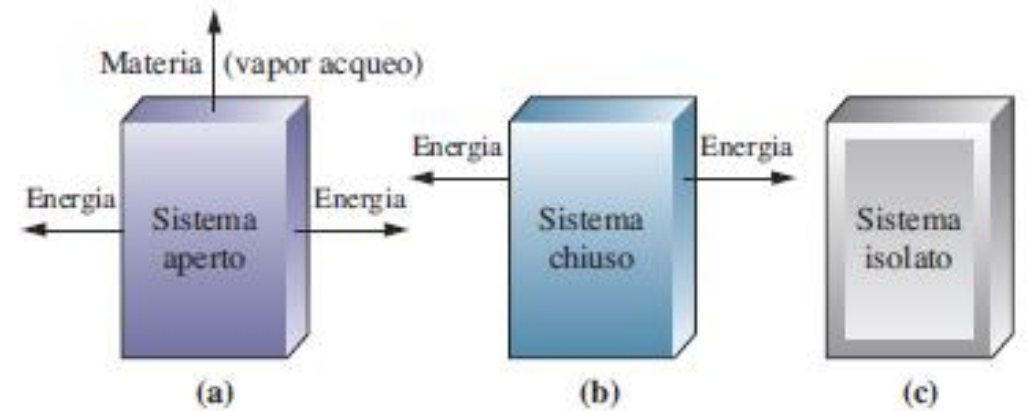 Materia (vapor acqueo)
Energia
Energia
Sistema
aperto
(a)
Energia
Energia
Sistema
chiuso
(b)
Sistema
isolato
(c)